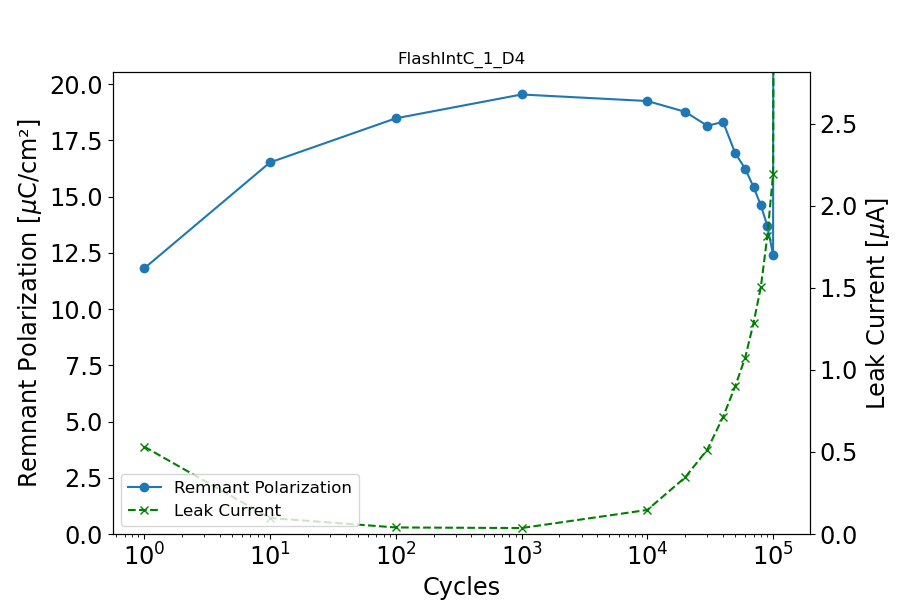 FlashIntC_1_D4
Remnant Polarization [μC/cm²]
20.0
17.5
15.0
12.5
10.0
7.5
5.0
2.5
0.0
Remnant Polarization
Leak Current
2.5
2.0
1.5
1.0
0.5
0.0
Leak Current [μA]
10⁰ 10¹ 10² 10³ 10⁴ 10⁵
Cycles